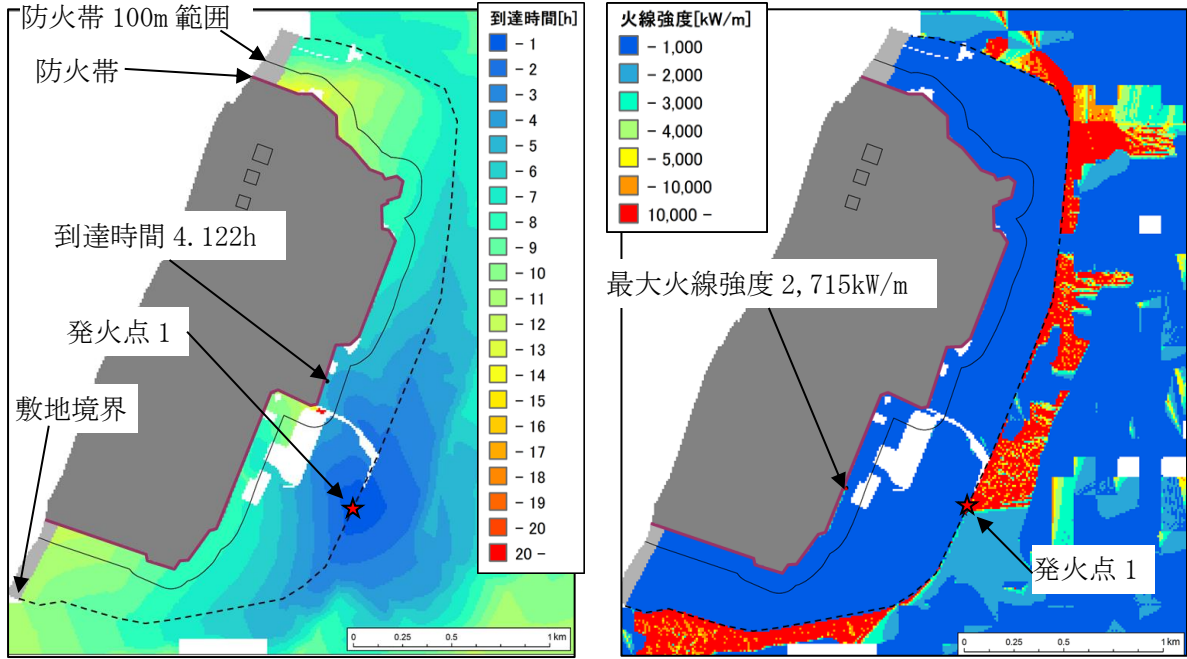 防火帯 100m 範囲
防火帯
到達時間 4.122h
発火点 1
敷地境界
到達時間[h]
- 1
- 2
- 3
- 4
- 5
- 6
- 7
- 8
- 9
- 10
- 11
- 12
- 13
- 14
- 15
- 16
- 17
- 18
- 19
- 20
20 -
0 0.25 0.5 1 km
火線強度[kW/m]
- 1,000
- 2,000
- 3,000
- 4,000
- 5,000
- 10,000
10,000 -
最大火線強度 2,715kW/m
発火点 1
0 0.25 0.5 1 km